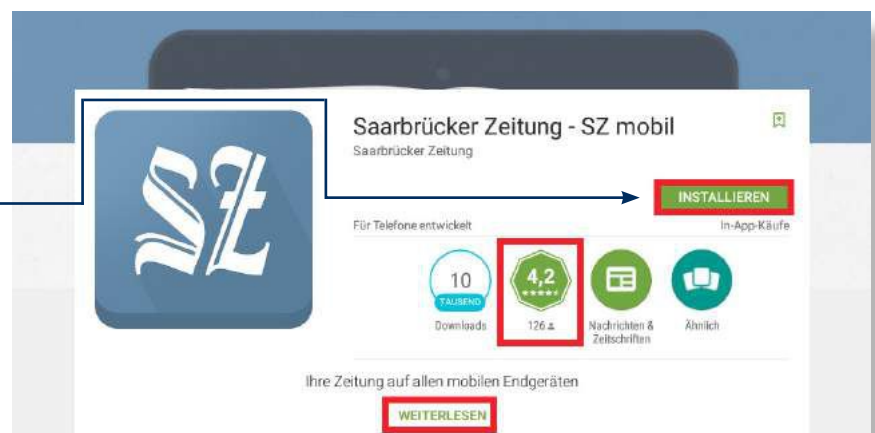 SZ
Saarbrücker Zeitung - SZ mobil
Saarbrücker Zeitung
INSTALLIEREN
Für Telefone entwickelt
In-App-Käufe
10
TAUSEND
Downloads
4,2
126
Nachrichten &
Zeitschriften
Ähnlich
Ihre Zeitung auf allen mobilen Endgeräten
WEITERLESEN